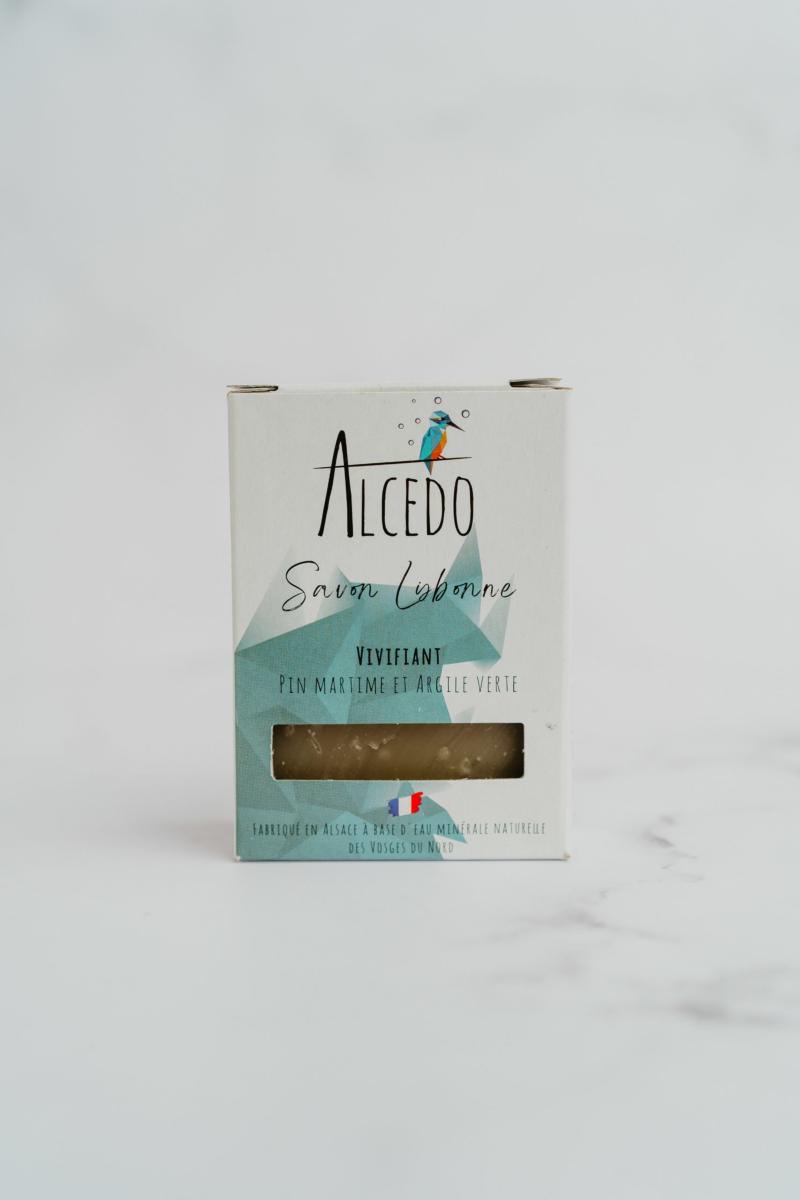 ALCEDO
Savon Lybonne
VIVIFIANT
PIN MARTIME ET ARGILE VERTE
FABRIQUÉ EN ALSACE À BASE D'EAU MINÉRALE NATURELLE
DES VOSGES DU NORD